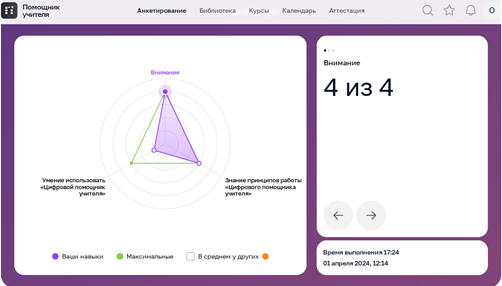 Помощник
учителя
Анкетирование Библиотека Курсы Календарь Аттестация
О
Внимание
Умение использовать
«Цифровой помощник
учителя»
Знание принципов работы
«Цифрового помощника
учителя»
Ваши навыки Максимальные В среднем у других
Внимание
4 из 4
Время выполнения 17:24
01 апреля 2024, 12:14